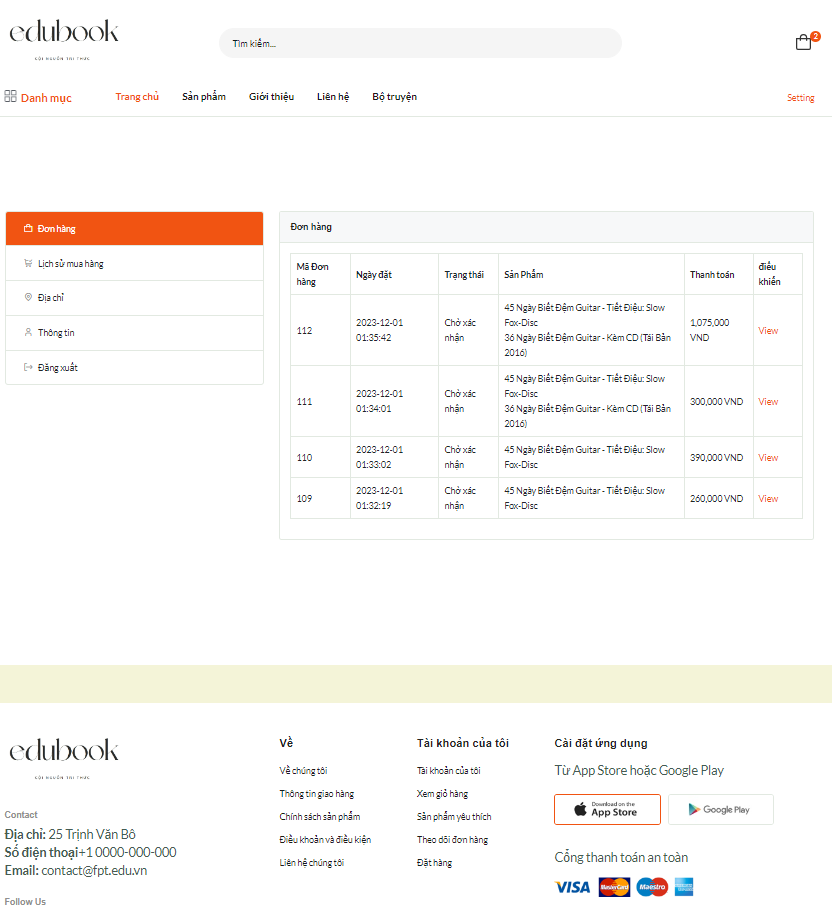 edubook
CỘI NGUỒN TRI THỨC
Tìm kiếm...
2
Danh mục
Trang chủ
Sản phẩm
Giới thiệu
Liên hệ
Bộ truyện
Setting
Đơn hàng
Lịch sử mua hàng
Địa chỉ
Thông tin
Đăng xuất
Đơn hàng
Mã Đơn hàng
Ngày đặt
Trạng thái
Sản Phẩm
Thanh toán
điều khiển
112
2023-12-01
01:35:42
Chờ xác
nhận
45 Ngày Biết Đệm Guitar - Tiết Điệu: Slow
Fox-Disc
36 Ngày Biết Đệm Guitar - Kèm CD (Tái Bản
2016)
1,075,000
VND
View
111
2023-12-01
01:34:01
Chờ xác
nhận
45 Ngày Biết Đệm Guitar - Tiết Điệu: Slow
Fox-Disc
36 Ngày Biết Đệm Guitar - Kèm CD (Tái Bản
2016)
300,000 VND
View
110
2023-12-01
01:33:02
Chờ xác
nhận
45 Ngày Biết Đệm Guitar - Tiết Điệu: Slow
Fox-Disc
390,000 VND
View
109
2023-12-01
01:32:19
Chờ xác
nhận
45 Ngày Biết Đệm Guitar - Tiết Điệu: Slow
Fox-Disc
260,000 VND
View
edubook
CỘI NGUỒN TRI THỨC
Contact
Địa chỉ: 25 Trịnh Văn Bô
Số điện thoại+1 0000-000-000
Email: contact@fpt.edu.vn
Follow Us
Về
Về chúng tôi
Thông tin giao hàng
Chính sách sản phẩm
Điều khoản và điều kiện
Liên hệ chúng tôi
Tài khoản của tôi
Tài khoản của tôi
Xem giỏ hàng
Sản phẩm yêu thích
Theo dõi đơn hàng
Đặt hàng
Cài đặt ứng dụng
Từ App Store hoặc Google Play
Download on the
App Store
Google Play
Cổng thanh toán an toàn
VISA
MasterCard
Maestro